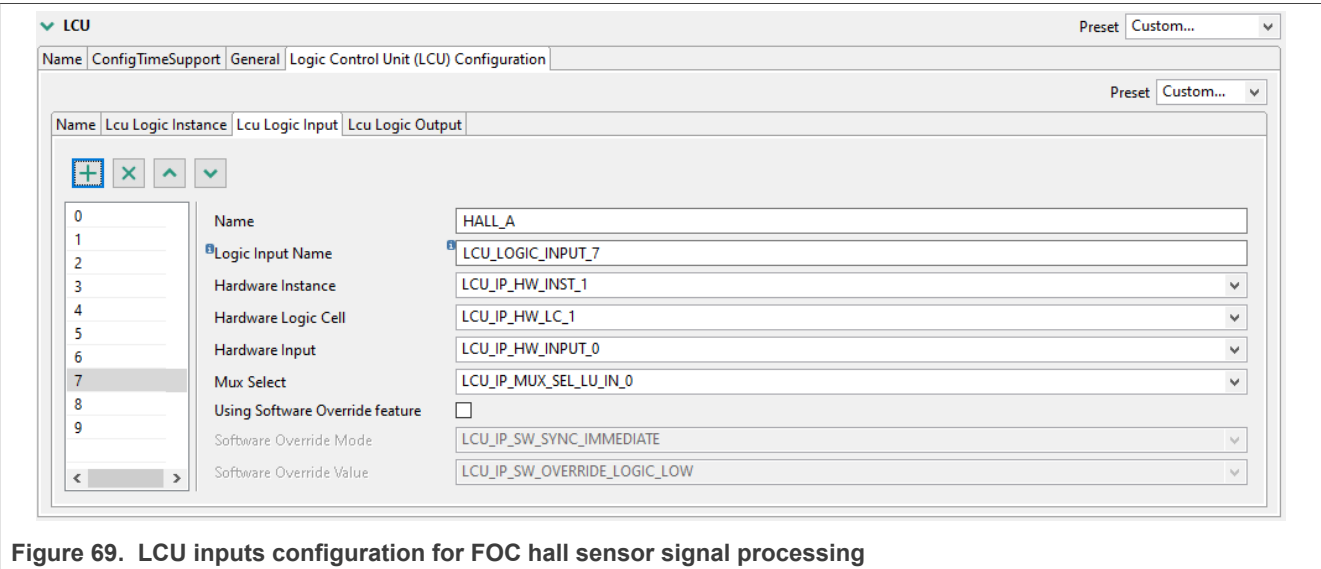 LCU Preset Custom...
Name ConfigTimeSupport General Logic Control Unit (LCU) Configuration
Preset Custom...
Name Lcu Logic Instance Lcu Logic Input Lcu Logic Output
0
1
2
3
4
5
6
7
8
9
Name HALL_A
Logic Input Name LCU_LOGIC_INPUT_7
Hardware Instance LCU_IP_HW_INST_1
Hardware Logic Cell LCU_IP_HW_LC_1
Hardware Input LCU_IP_HW_INPUT_0
Mux Select LCU_IP_MUX_SEL_LU_IN_0
Using Software Override feature
Software Override Mode LCU_IP_SW_SYNC_IMMEDIATE
Software Override Value LCU_IP_SW_OVERRIDE_LOGIC_LOW
Figure 69. LCU inputs configuration for FOC hall sensor signal processing